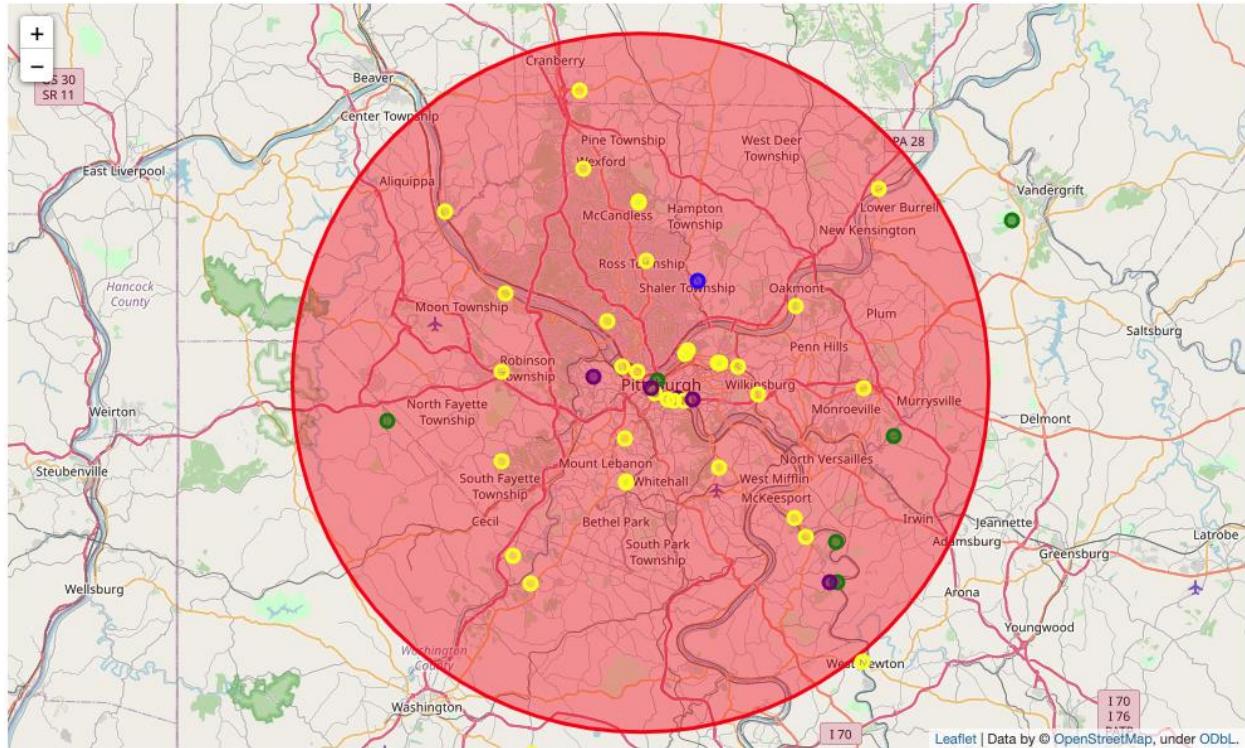 +
−
US 30
SR 11
Cranberry
Beaver
Center Township
Pine Township
West Deer
Township
PA 28
East Liverpool
Wexford
Aliquippa
Vandergrift
McCandless
Hampton
Township
Lower Burrell
New Kensington
Ross Township
Hancock
County
Shaler Township
Oakmont
Moon Township
Plum
Saltsburg
Penn Hills
Robinson
Township
Pittsburgh
Wilkinsburg
North Fayette
Township
Monroeville
Murrysville
Weirton
Delmont
Steubenville
Mount Lebanon
North Versailles
South Fayette
Township
Whitehall
West Mifflin
McKeesport
Cecil
Bethel Park
Irwin
Jeannette
South Park
Township
Adamsburg
Latrobe
Greensburg
Wellsburg
Arona
Youngwood
Washington
County
West Newton
Washington
I 70
I 70
I 76
PATP
Leaflet | Data by © OpenStreetMap, under ODbL.